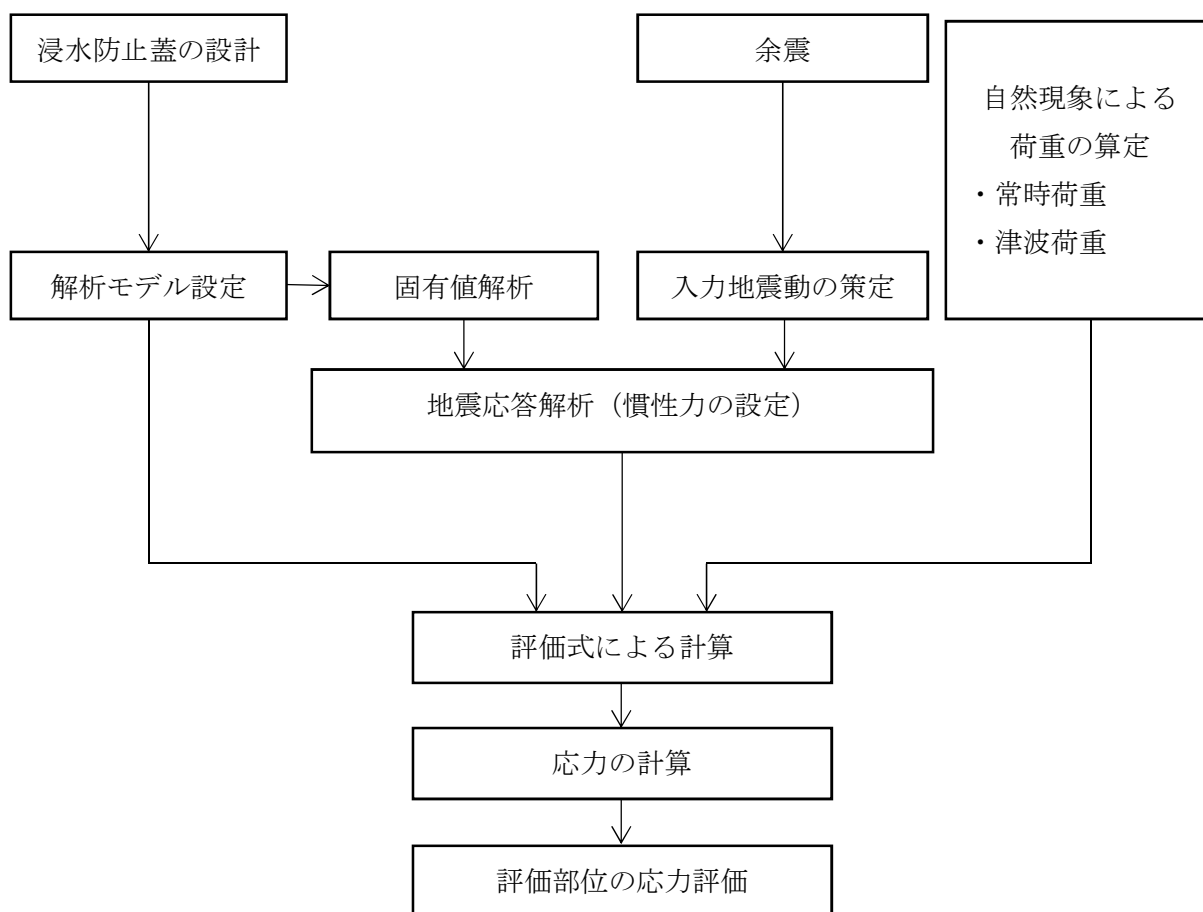 浸水防止蓋の設計
余震
自然現象による
荷重の算定
・常時荷重
・津波荷重
解析モデル設定
固有値解析
入力地震動の策定
地震応答解析（慣性力の設定）
評価式による計算
応力の計算
評価部位の応力評価